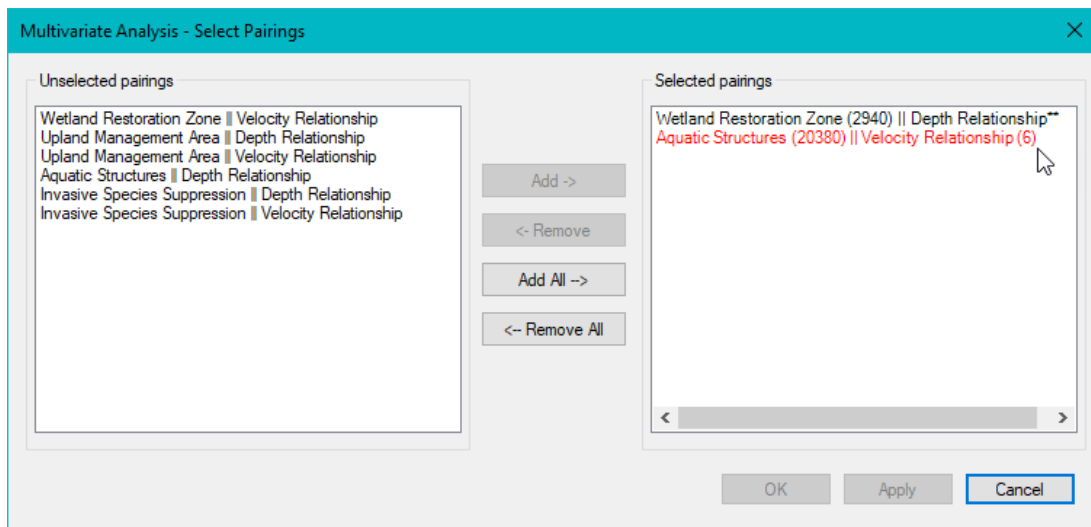 Multivariate Analysis - Select Pairings
Unselected pairings
Wetland Restoration Zone || Velocity Relationship
Upland Management Area || Depth Relationship
Upland Management Area || Velocity Relationship
Aquatic Structures || Depth Relationship
Invasive Species Suppression || Depth Relationship
Invasive Species Suppression || Velocity Relationship
Add ->
<- Remove
Add All -->
<-- Remove All
Selected pairings
Wetland Restoration Zone (2940) || Depth Relationship**
Aquatic Structures (20380) || Velocity Relationship (6)
OK
Apply
Cancel